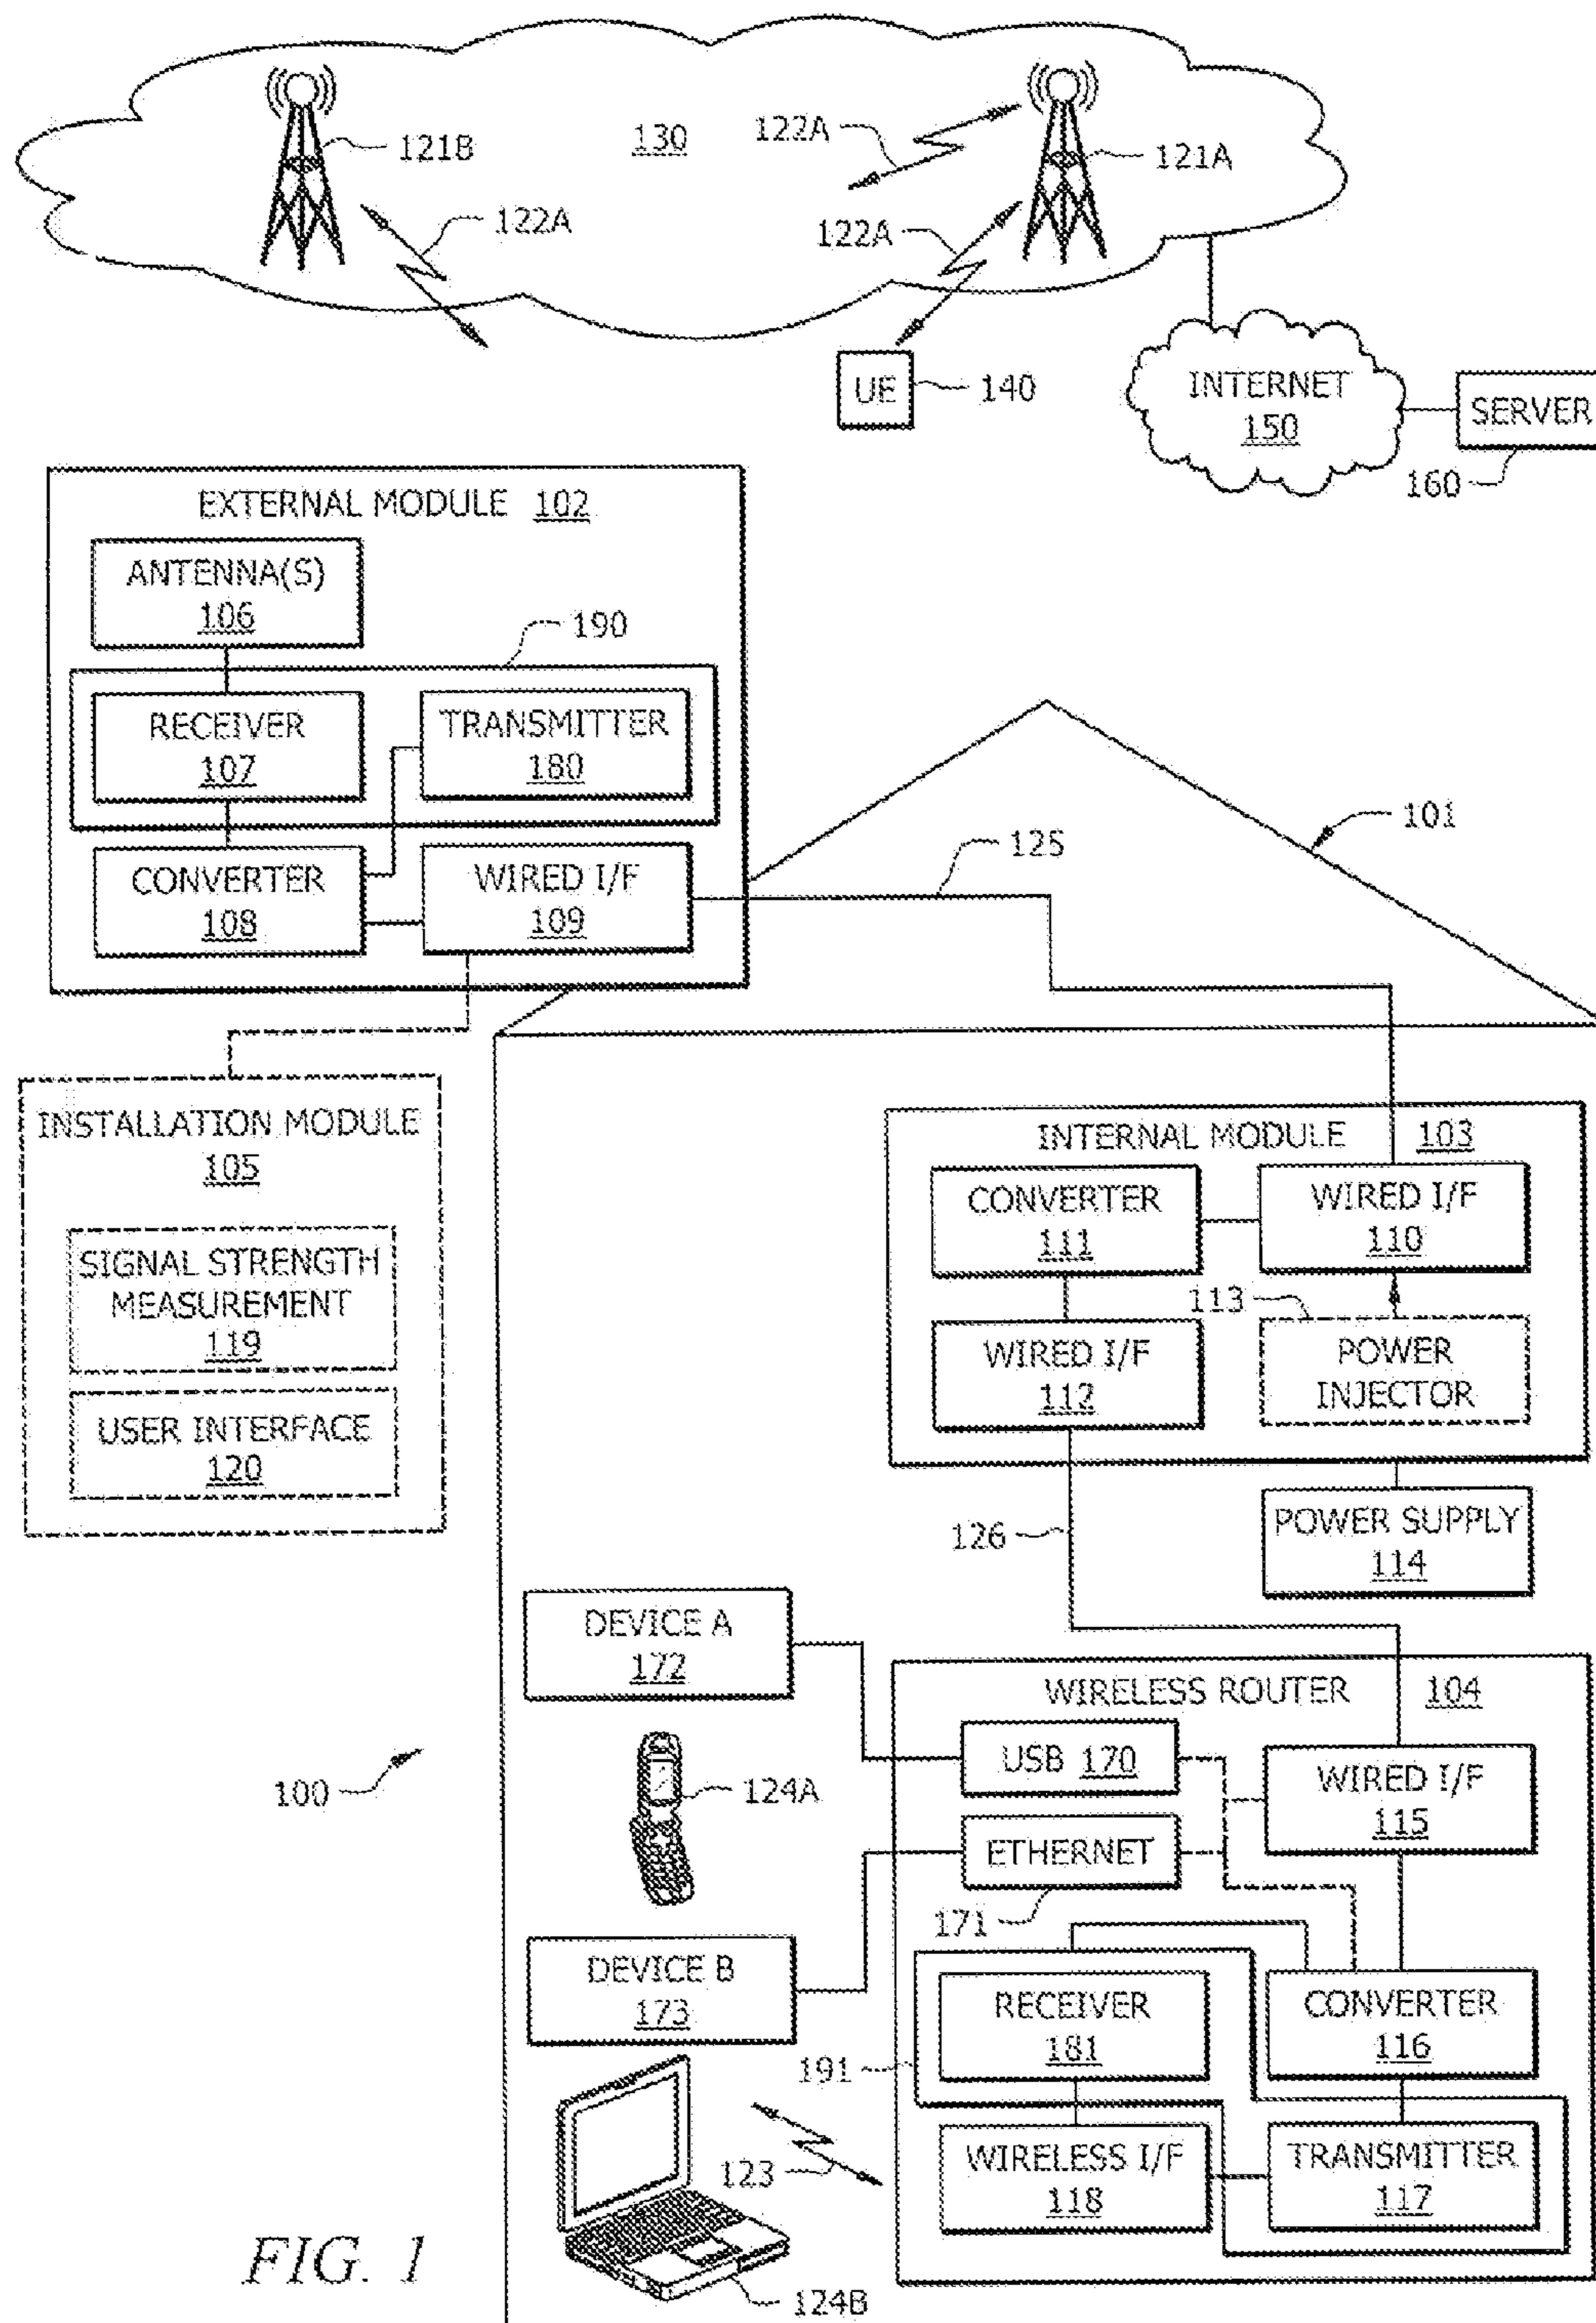 130
121B
122A
121A
122A
122A
UE
140
INTERNET
150
SERVER
160
EXTERNAL MODULE 102
ANTENNA(S)
106
190
RECEIVER
107
TRANSMITTER
180
CONVERTER
108
WIRED I/F
109
125
101
INSTALLATION MODULE
105
SIGNAL STRENGTH
MEASUREMENT
119
USER INTERFACE
120
INTERNAL MODULE 103
CONVERTER
111
WIRED I/F
110
113
WIRED I/F
112
POWER
INJECTOR
126
POWER SUPPLY
114
DEVICE A
172
WIRELESS ROUTER 104
USB 170
WIRED I/F
115
100
124A
ETHERNET
171
DEVICE B
173
RECEIVER
181
CONVERTER
116
191
123
WIRELESS I/F
118
TRANSMITTER
117
124B
FIG. 1